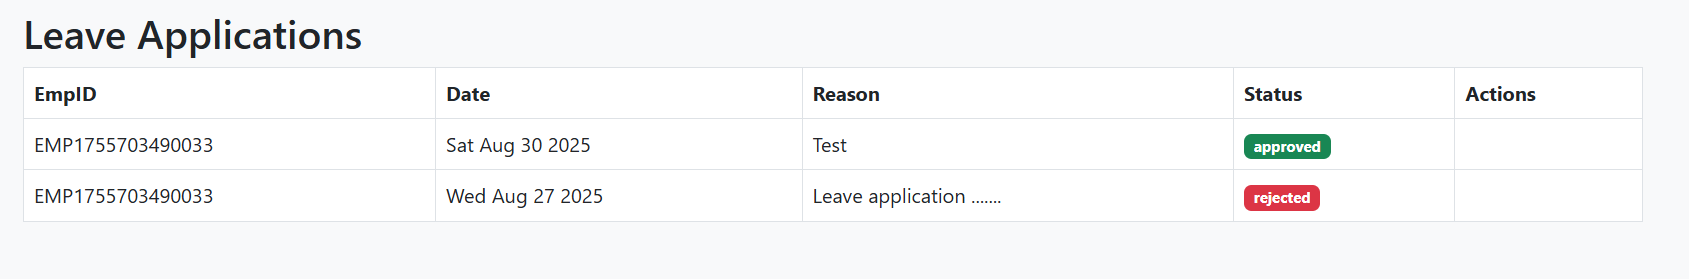 Leave Applications
EmpID Date Reason Status Actions
EMP1755703490033 Sat Aug 30 2025 Test approved
EMP1755703490033 Wed Aug 27 2025 Leave application ....... rejected